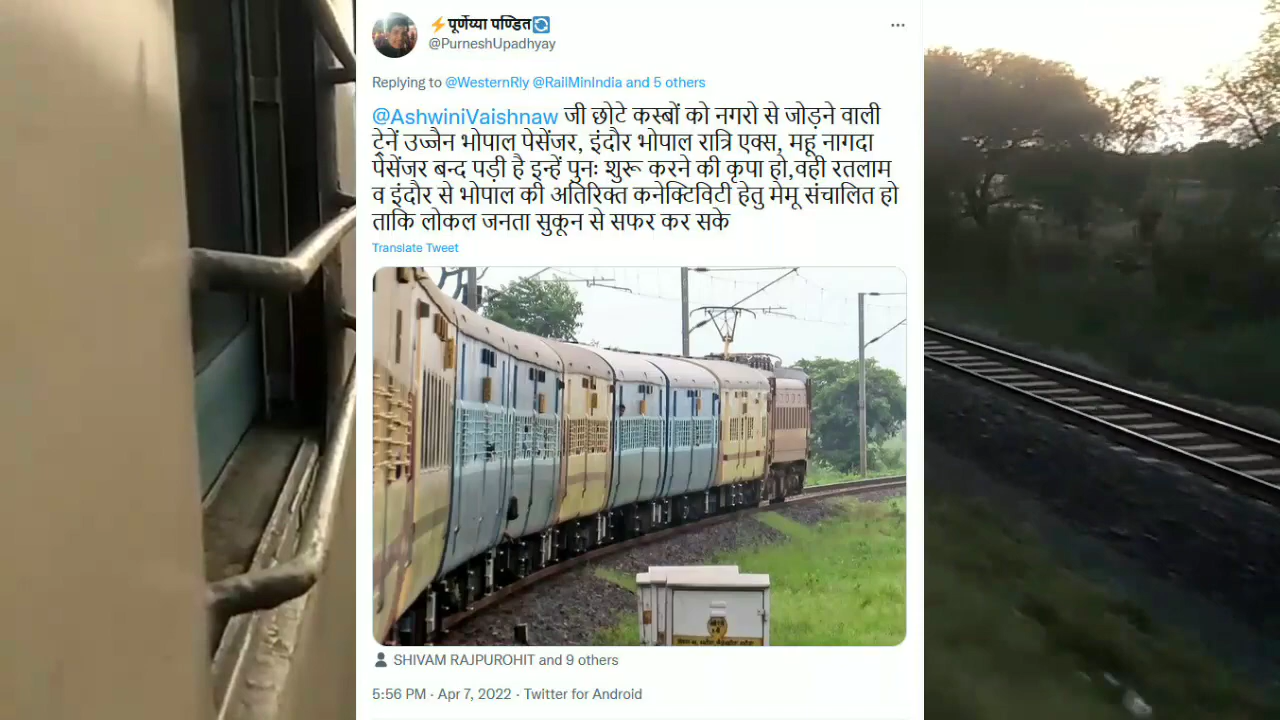 ⚡पूर्णेय्या पण्डित🔄
@PurneshUpadhyay
Replying to @WesternRly @RailMinIndia and 5 others
@AshwiniVaishnaw जी छोटे कस्बों को नगरो से जोड़ने वाली
ट्रेनें उज्जैन भोपाल पेसेंजर, इंदौर भोपाल रात्रि एक्स, महू नागदा
पेसेंजर बन्द पड़ी है इन्हें पुनः शुरू करने की कृपा हो,वही रतलाम
व इंदौर से भोपाल की अतिरिक्त कनेक्टिविटी हेतु मेमू संचालित हो
ताकि लोकल जनता सुकून से सफर कर सके
Translate Tweet
SHIVAM RAJPUROHIT and 9 others
5:56 PM · Apr 7, 2022 · Twitter for Android